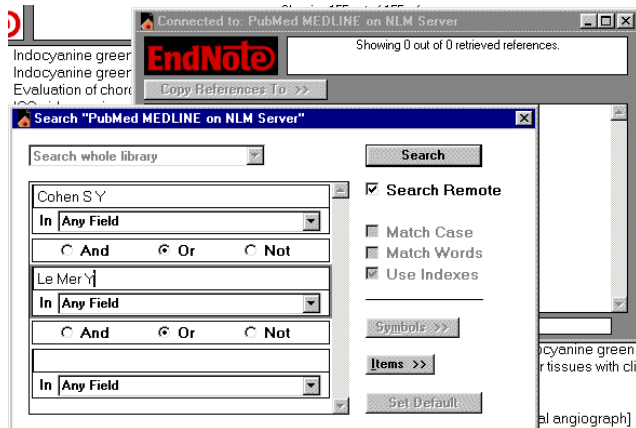 Connected to: PubMed MEDLINE on NLM Server
EndNote
Showing 0 out of 0 retrieved references.
Indocyanine green
Indocyanine green
Evaluation of chor
Copy References To >>
Search "PubMed MEDLINE on NLM Server"
Search whole library
Search
Cohen S Y
Search Remote
In Any Field
And Or Not
Match Case
Match Words
Le Mer Y
Use Indexes
In Any Field
And Or Not
Symbols >>
Items >>
In Any Field
Set Default
ocyanine green
r tissues with cli
al angiograph]